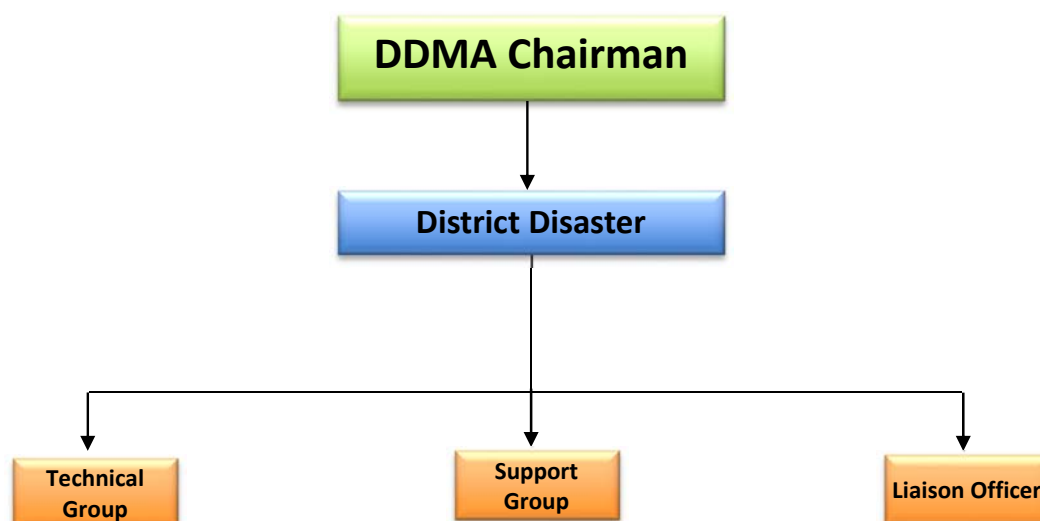 DDMA Chairman
District Disaster
Technical
Group
Support
Group
Liaison Officer